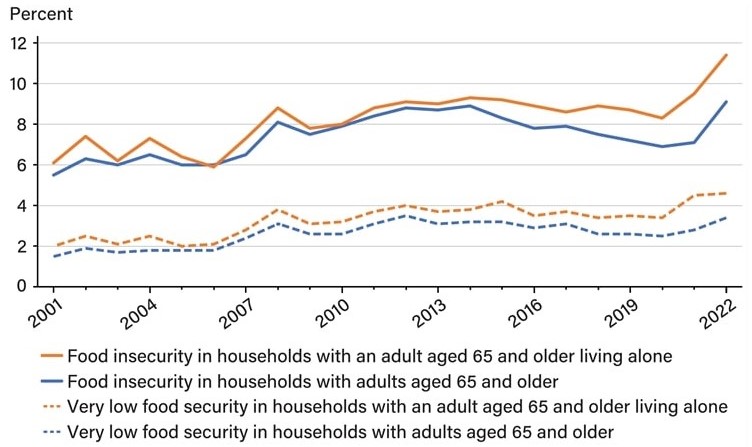 Percent
12
10
8
6
4
2
0
2001 2004 2007 2010 2013 2016 2019 2022
Food insecurity in households with an adult aged 65 and older living alone
Food insecurity in households with adults aged 65 and older
Very low food security in households with an adult aged 65 and older living alone
Very low food security in households with adults aged 65 and older